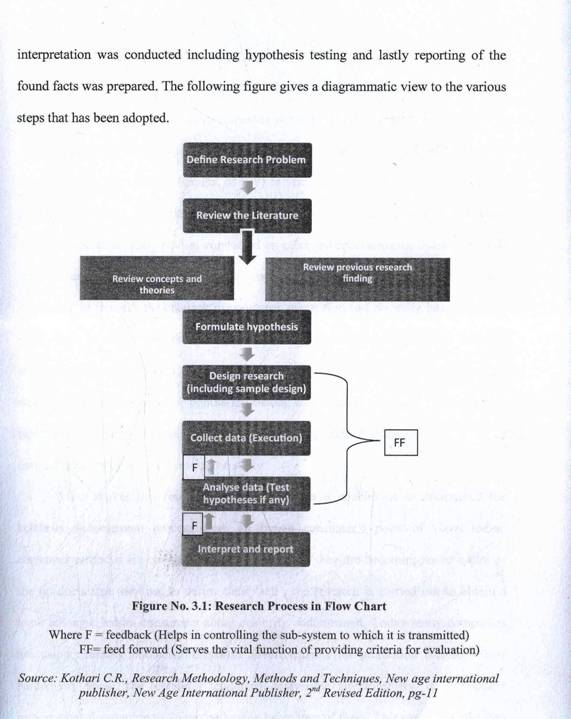 interpretation was conducted including hypothesis testing and lastly reporting of the
found facts was prepared. The following figure gives a diagrammatic view to the various
steps that has been adopted.
Define Research Problem
Review the Literature
Review concepts and
theories
Review previous research
finding
Formulate hypothesis
Design research
(including sample design)
Collect data (Execution)
FF
F
Analyse data (Test
hypotheses if any)
F
Interpret and report
Figure No. 3.1: Research Process in Flow Chart
Where F = feedback (Helps in controlling the sub-system to which it is transmitted)
FF= feed forward (Serves the vital function of providing criteria for evaluation)
Source: Kothari C.R., Research Methodology, Methods and Techniques, New age international
publisher, New Age International Publisher, 2nd Revised Edition, pg-11